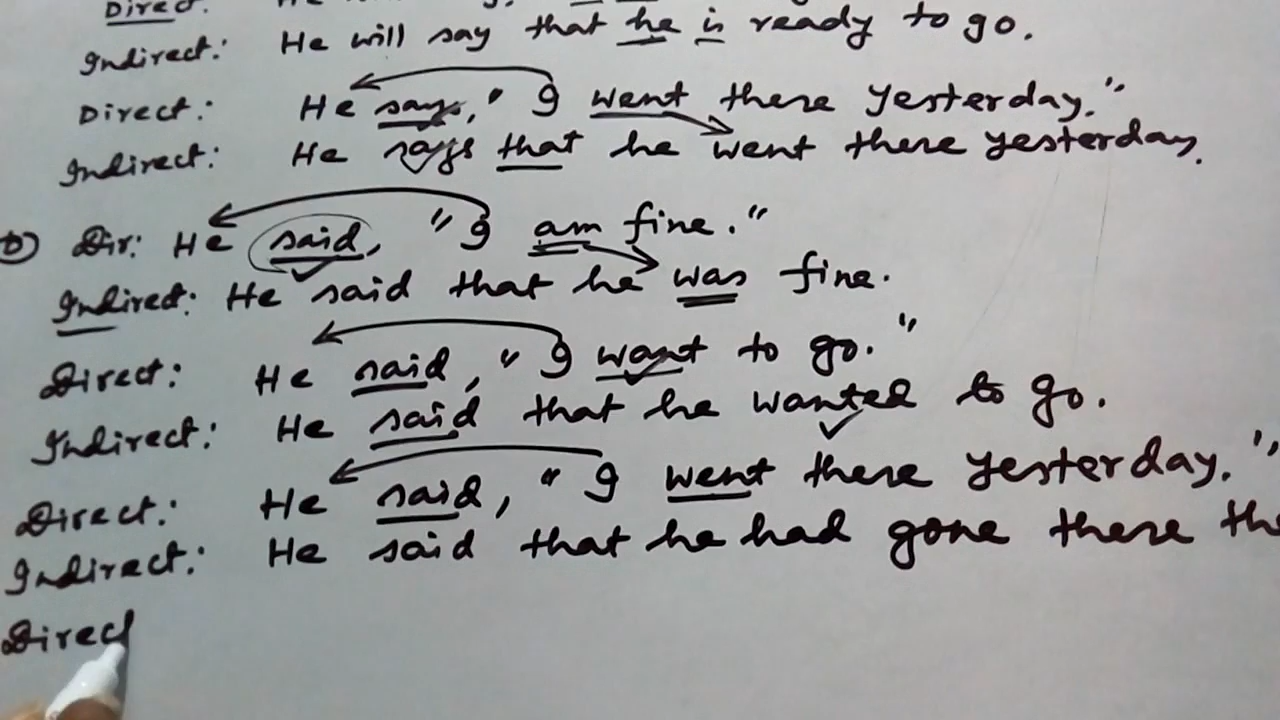 Direct: He
Indirect: He will say that he is ready to go.
Direct: He says, " I went there yesterday."
Indirect: He says that he went there yesterday.
b) Dir: He said, "I am fine."
Indirect: He said that he was fine.
Direct: He said, " I want to go."
Indirect: He said that he wanted to go.
Direct: He said, " I went there yesterday."
Indirect: He said that he had gone there th
Direct